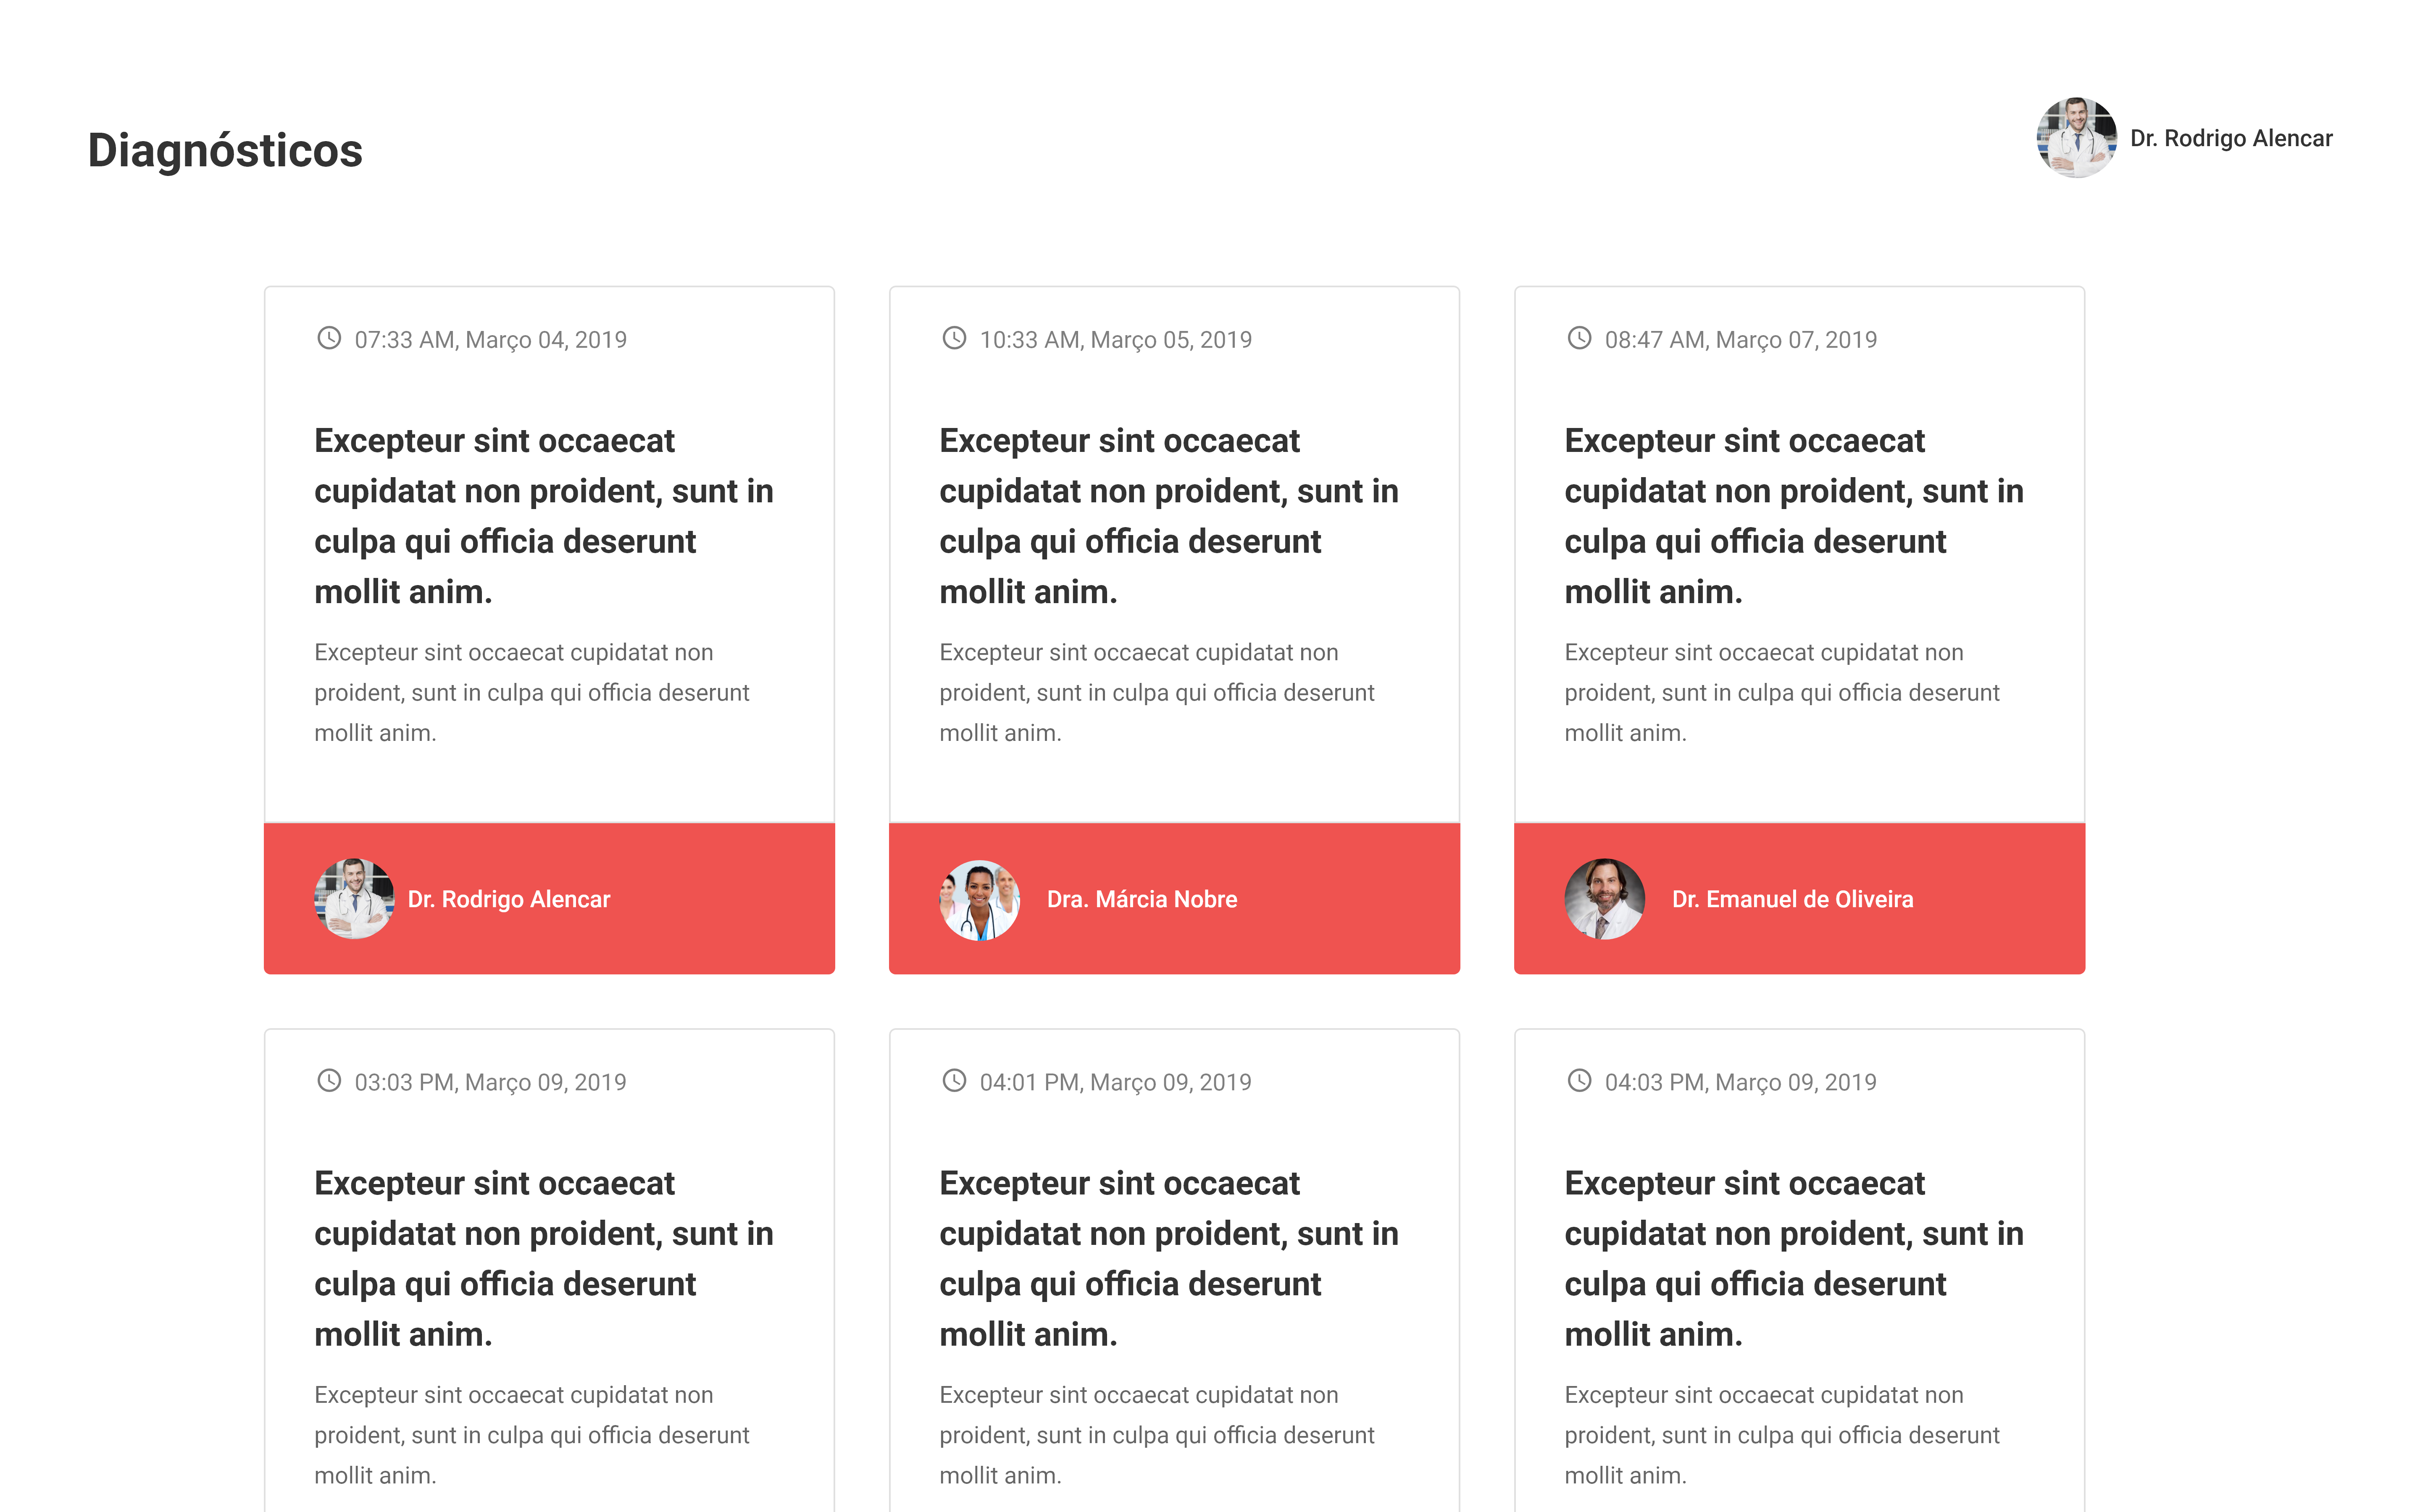 Diagnósticos
Dr. Rodrigo Alencar
07:33 AM, Março 04, 2019
Excepteur sint occaecat
cupidatat non proident, sunt in
culpa qui officia deserunt
mollit anim.
Excepteur sint occaecat cupidatat non
proident, sunt in culpa qui officia deserunt
mollit anim.
Dr. Rodrigo Alencar
10:33 AM, Março 05, 2019
Excepteur sint occaecat
cupidatat non proident, sunt in
culpa qui officia deserunt
mollit anim.
Excepteur sint occaecat cupidatat non
proident, sunt in culpa qui officia deserunt
mollit anim.
Dra. Márcia Nobre
08:47 AM, Março 07, 2019
Excepteur sint occaecat
cupidatat non proident, sunt in
culpa qui officia deserunt
mollit anim.
Excepteur sint occaecat cupidatat non
proident, sunt in culpa qui officia deserunt
mollit anim.
Dr. Emanuel de Oliveira
03:03 PM, Março 09, 2019
Excepteur sint occaecat
cupidatat non proident, sunt in
culpa qui officia deserunt
mollit anim.
Excepteur sint occaecat cupidatat non
proident, sunt in culpa qui officia deserunt
mollit anim.
04:01 PM, Março 09, 2019
Excepteur sint occaecat
cupidatat non proident, sunt in
culpa qui officia deserunt
mollit anim.
Excepteur sint occaecat cupidatat non
proident, sunt in culpa qui officia deserunt
mollit anim.
04:03 PM, Março 09, 2019
Excepteur sint occaecat
cupidatat non proident, sunt in
culpa qui officia deserunt
mollit anim.
Excepteur sint occaecat cupidatat non
proident, sunt in culpa qui officia deserunt
mollit anim.